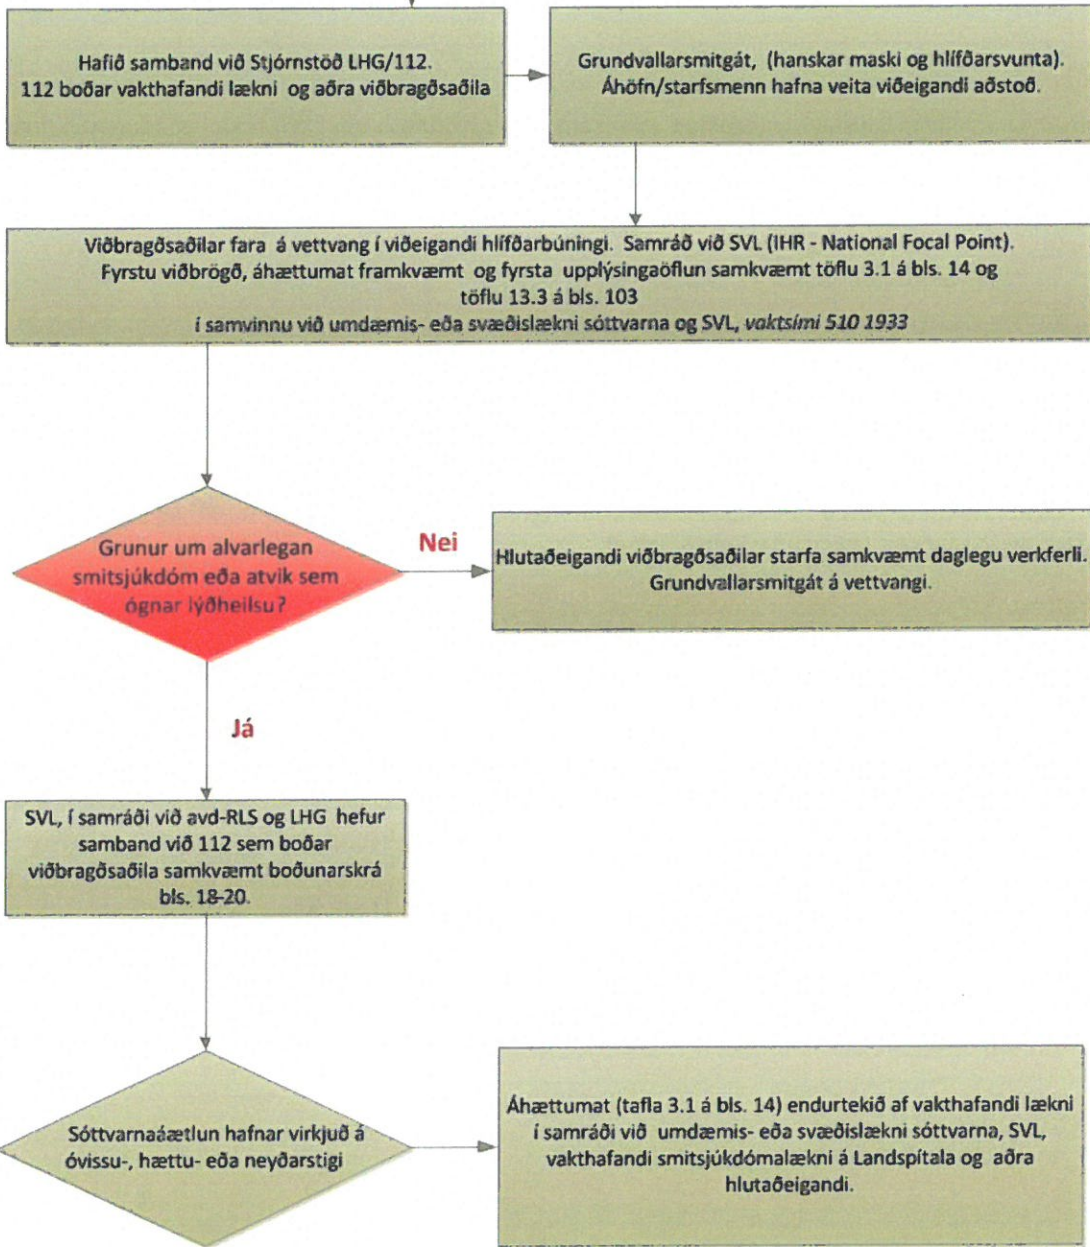 Hafið samband við Stjórnstöð LHG/112.
112 boðar vakthafandi lækni og aðra viðbragðsaðila
Grundvallarsmitgát, (hanskar maski og hlífðarsvunta).
Áhöfn/starfsmenn hafna veita viðeigandi aðstoð.
Viðbragðsaðilar fara á vettvang í viðeigandi hlífðarbúningi. Samráð við SVL (IHR - National Focal Point).
Fyrstu viðbrögð, áhættumat framkvæmt og fyrsta upplýsingaöflun samkvæmt töflu 3.1 á bls. 14 og
töflu 13.3 á bls. 103
í samvinnu við umdæmis- eða svæðislækni sóttvarna og SVL, vaktsími 510 1933
Grunur um alvarlegan
smitsjúkdóm eða atvik sem
ógnar lýðheilsu?
Nei
Hlutaðeigandi viðbragðsaðilar starfa samkvæmt daglegu verkferli.
Grundvallarsmitgát á vettvangi.
Já
SVL, í samráði við avd-RLS og LHG hefur
samband við 112 sem boðar
viðbragðsaðila samkvæmt boðunarskrá
bls. 18-20.
Sóttvarnaáætlun hafnar virkjuð á
óvissu-, hættu- eða neyðarstigi
Áhættumat (tafla 3.1 á bls. 14) endurtekið af vakthafandi lækni
í samráði við umdæmis- eða svæðislækni sóttvarna, SVL,
vakthafandi smitsjúkdómalækni á Landspítala og aðra
hlutaðeigandi.